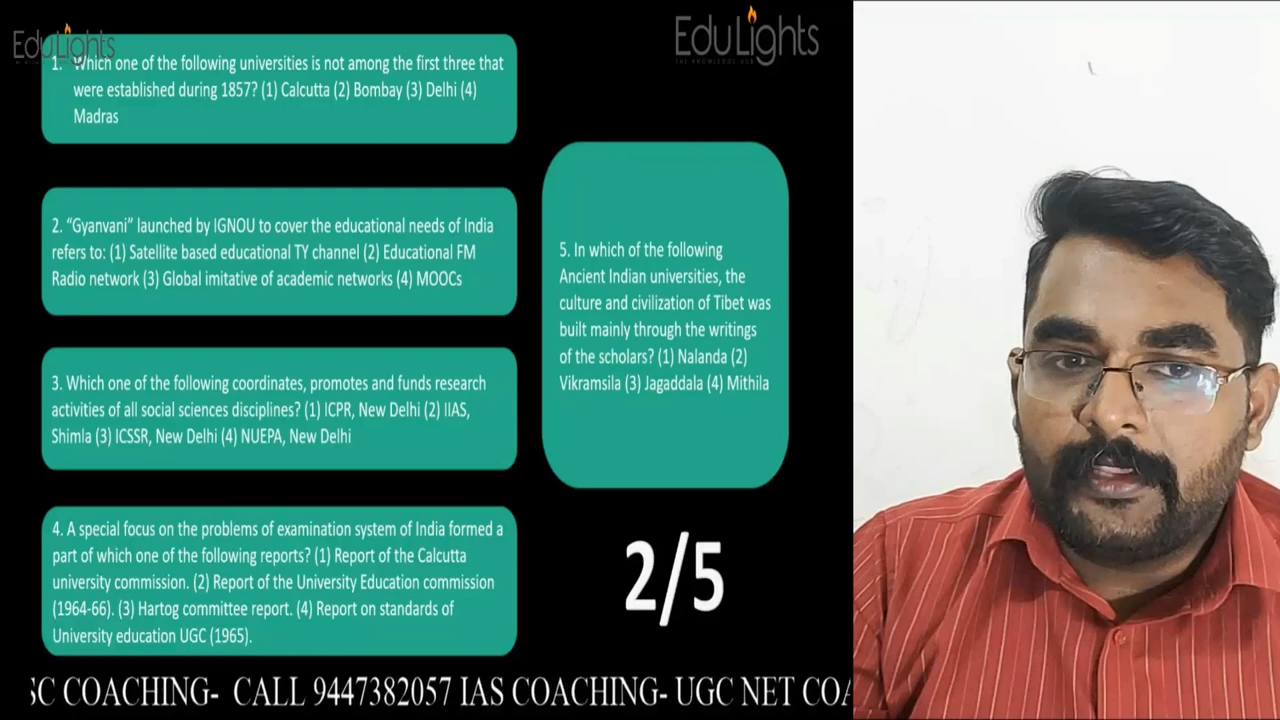 EduLights
EduLights
THE KNOWLEDGE HUB
1. Which one of the following universities is not among the first three that
were established during 1857? (1) Calcutta (2) Bombay (3) Delhi (4)
Madras
2. “Gyanvani” launched by IGNOU to cover the educational needs of India
refers to: (1) Satellite based educational TY channel (2) Educational FM
Radio network (3) Global imitative of academic networks (4) MOOCs
3. Which one of the following coordinates, promotes and funds research
activities of all social sciences disciplines? (1) ICPR, New Delhi (2) IIAS,
Shimla (3) ICSSR, New Delhi (4) NUEPA, New Delhi
4. A special focus on the problems of examination system of India formed a
part of which one of the following reports? (1) Report of the Calcutta
university commission. (2) Report of the University Education commission
(1964-66). (3) Hartog committee report. (4) Report on standards of
University education UGC (1965).
5. In which of the following
Ancient Indian universities, the
culture and civilization of Tibet was
built mainly through the writings
of the scholars? (1) Nalanda (2)
Vikramsila (3) Jagaddala (4) Mithila
2/5
SC COACHING- CALL 9447382057 IAS COACHING- UGC NET COA